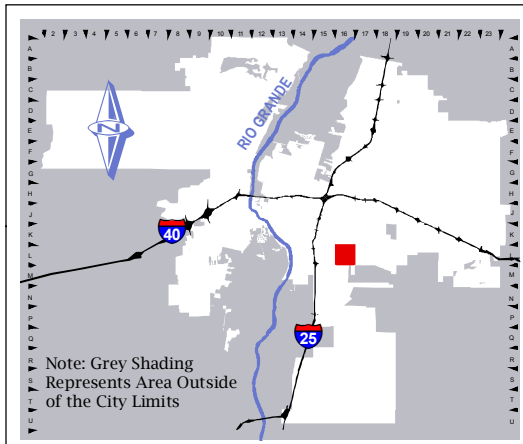 2 3 4 5 6 7 8 9 10 11 12 13 14 15 16 17 18 19 20 21 22 23
A A
B B
C C
D D
E E
F F
G G
H H
J J
K K
L L
M M
N N
P P
Q Q
R R
S S
T T
U U
N
RIO GRANDE
40
25
Note: Grey Shading
Represents Area Outside
of the City Limits